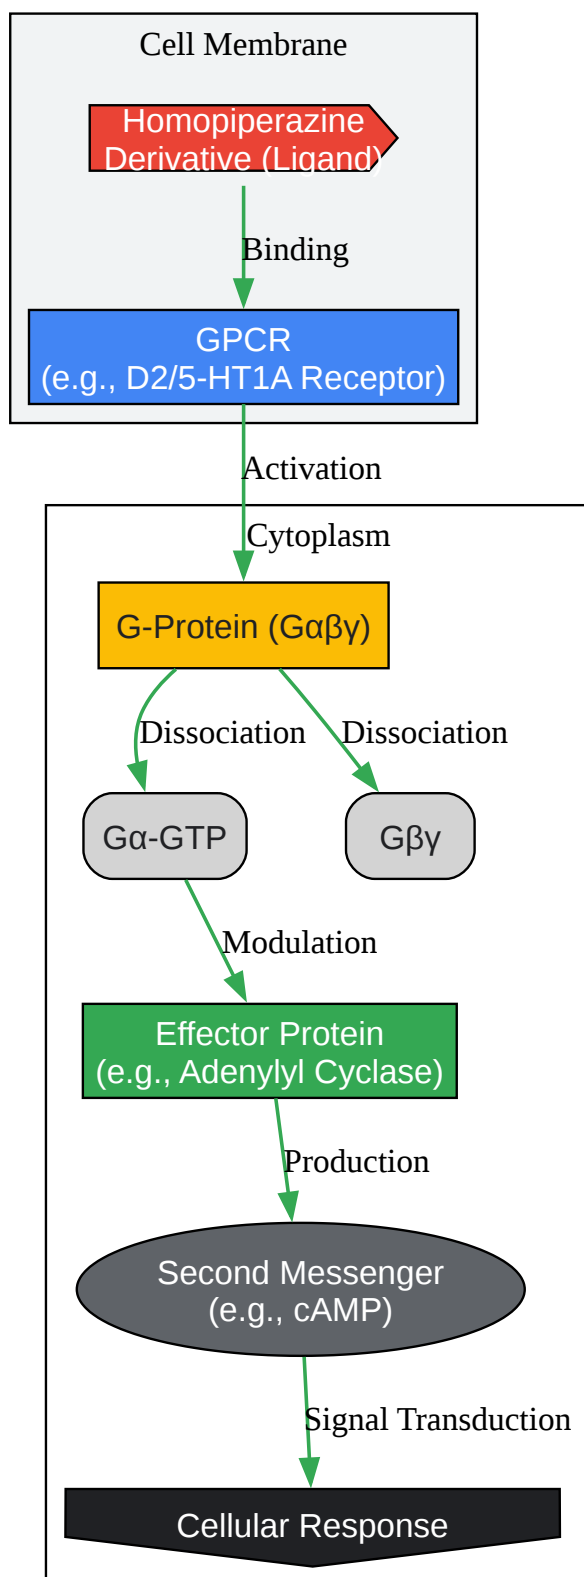 Cell Membrane
Homopiperazine
Derivative (Ligand)
Binding
GPCR
(e.g., D2/5-HT1A Receptor)
Activation
Cytoplasm
G-Protein (Gαβγ)
Dissociation
Dissociation
Gα-GTP
Gβγ
Modulation
Effector Protein
(e.g., Adenylyl Cyclase)
Production
Second Messenger
(e.g., cAMP)
Signal Transduction
Cellular Response